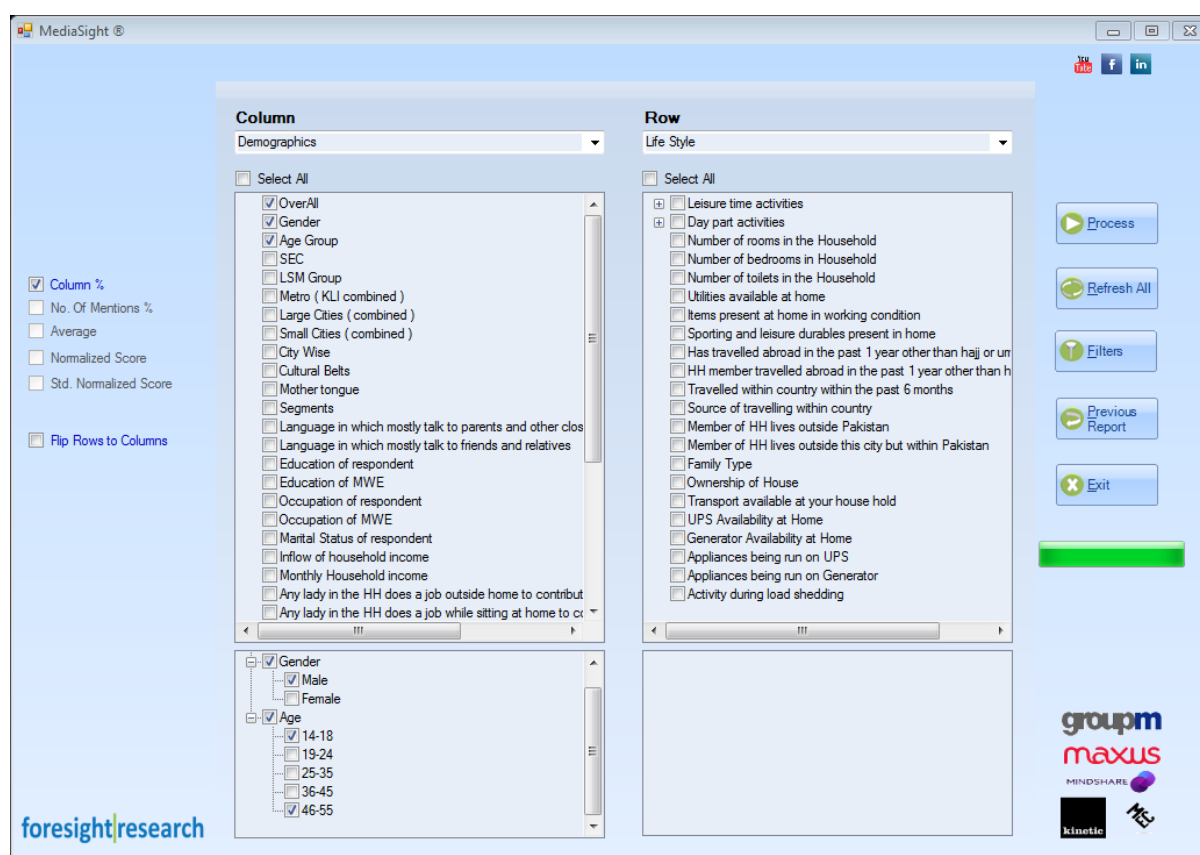 MediaSight ®
You
Tube
f
in
Column
Row
Demographics
Life Style
Select All
Select All
OverAll
Gender
Age Group
SEC
LSM Group
Metro ( KLI combined )
Large Cities ( combined )
Small Cities ( combined )
City Wise
Cultural Belts
Mother tongue
Segments
Language in which mostly talk to parents and other clos
Language in which mostly talk to friends and relatives
Education of respondent
Education of MWE
Occupation of respondent
Occupation of MWE
Marital Status of respondent
Inflow of household income
Monthly Household income
Any lady in the HH does a job outside home to contribut
Any lady in the HH does a job while sitting at home to co
Leisure time activities
Day part activities
Number of rooms in the Household
Number of bedrooms in Household
Number of toilets in the Household
Utilities available at home
Items present at home in working condition
Sporting and leisure durables present in home
Has travelled abroad in the past 1 year other than hajj or um
HH member travelled abroad in the past 1 year other than h
Travelled within country within the past 6 months
Source of travelling within country
Member of HH lives outside Pakistan
Member of HH lives outside this city but within Pakistan
Family Type
Ownership of House
Transport available at your house hold
UPS Availability at Home
Generator Availability at Home
Appliances being run on UPS
Appliances being run on Generator
Activity during load shedding
Column %
No. Of Mentions %
Average
Normalized Score
Std. Normalized Score
Flip Rows to Columns
Process
Refresh All
Filters
Previous
Report
Exit
Gender
Male
Female
Age
14-18
19-24
25-35
36-45
46-55
foresight|research
groupm
maxus
MINDSHARE
kinetic
MEC